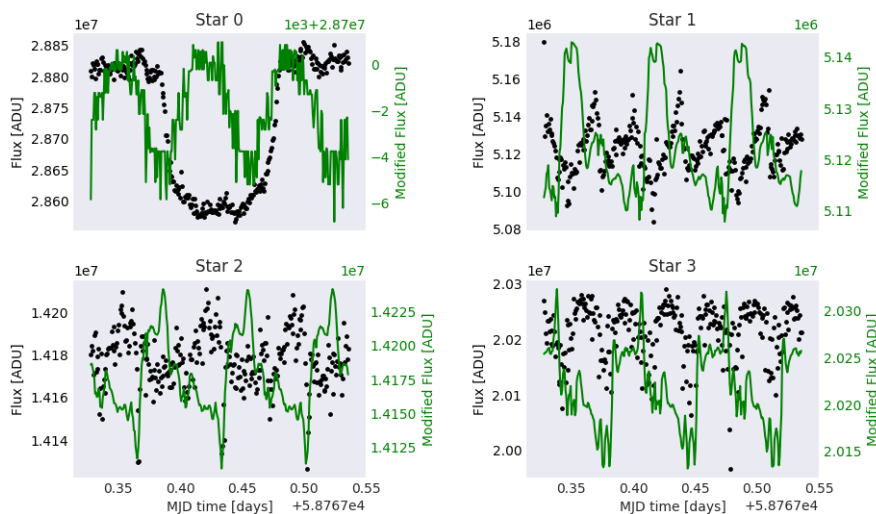 Star 0
1e7
1e3+2.87e7
2.885
2.880
2.875
2.870
2.865
2.860
Flux [ADU]
0
−2
−4
−6
Modified Flux [ADU]
Star 1
1e6
1e6
5.18
5.16
5.14
5.12
5.10
5.08
Flux [ADU]
5.14
5.13
5.12
5.11
Modified Flux [ADU]
Star 2
1e7
1e7
1.420
1.418
1.416
1.414
Flux [ADU]
1.4225
1.4200
1.4175
1.4150
1.4125
Modified Flux [ADU]
0.35
0.40
0.45
0.50
0.55
MJD time [days]
+5.8767e4
Star 3
1e7
1e7
2.03
2.02
2.01
2.00
Flux [ADU]
2.030
2.025
2.020
2.015
Modified Flux [ADU]
0.35
0.40
0.45
0.50
0.55
MJD time [days]
+5.8767e4